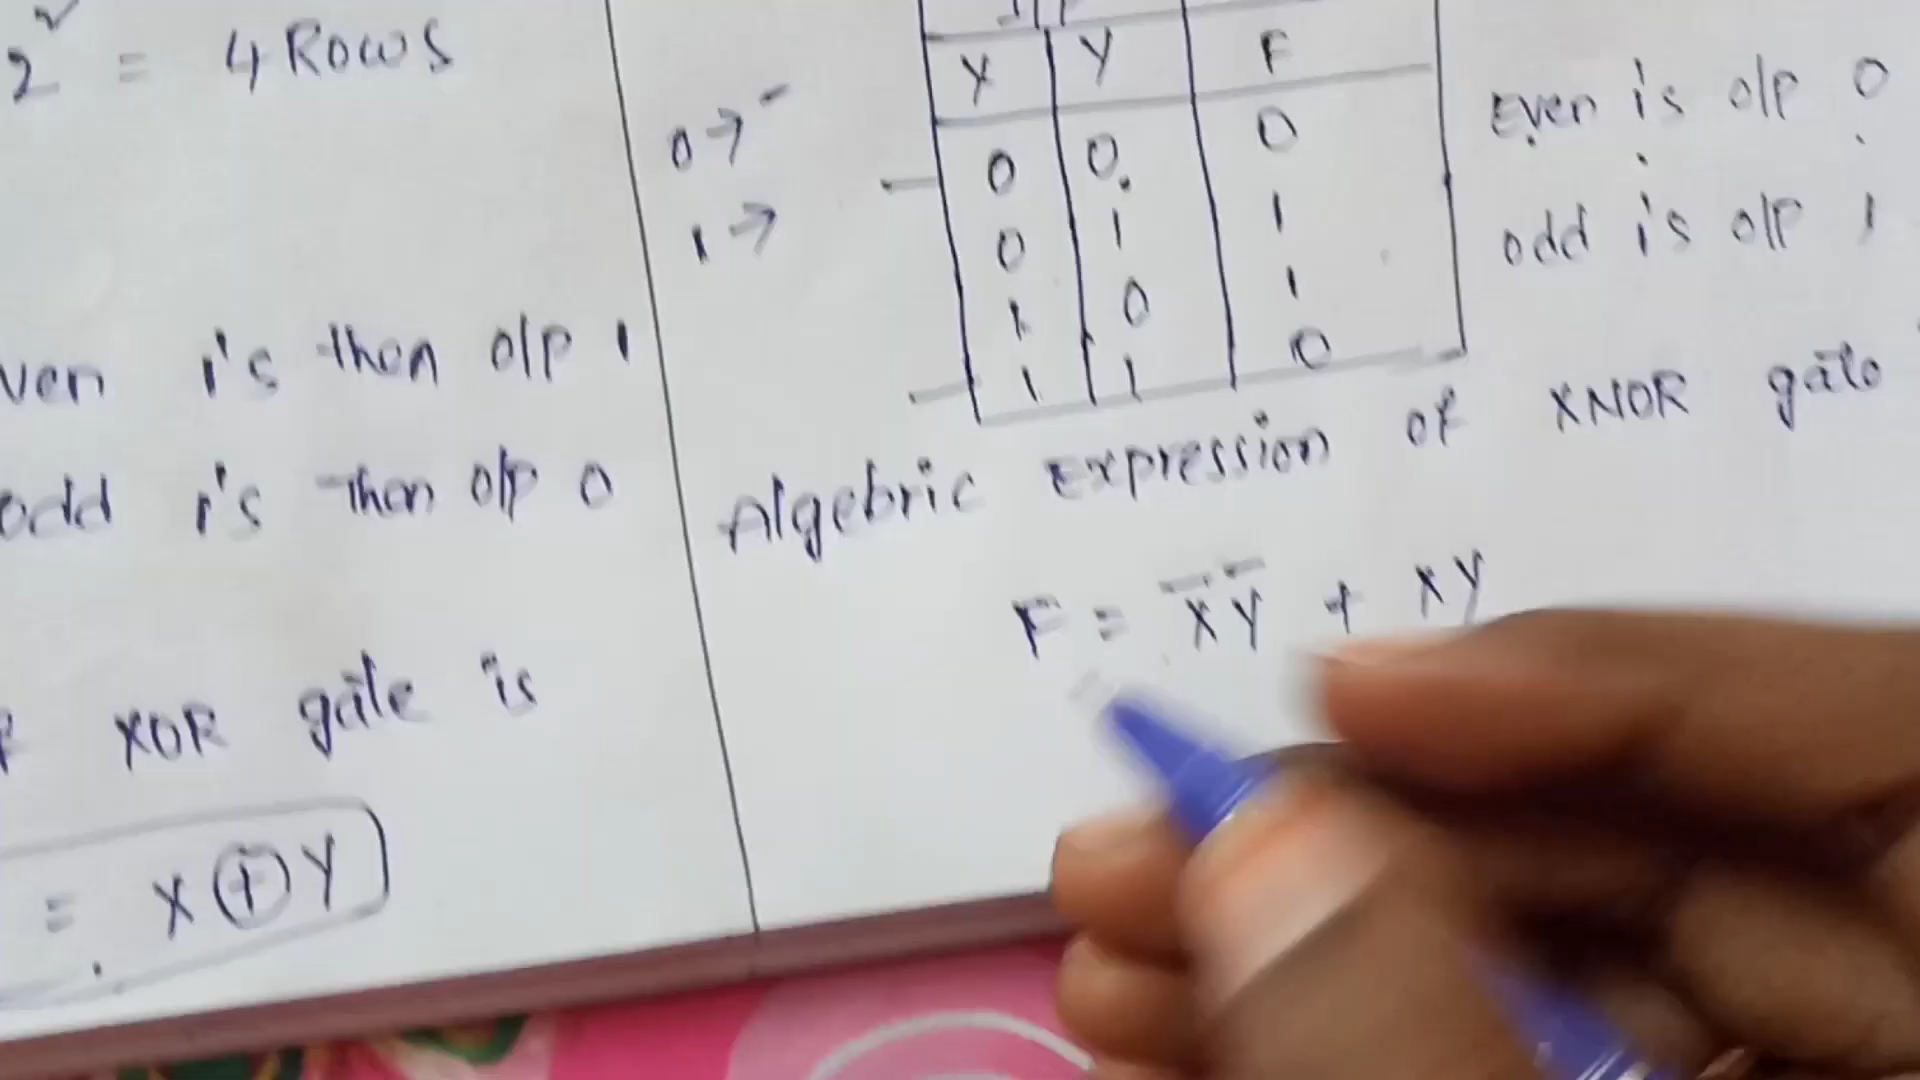 2² = 4 Rows
ven 1's then o/p 1
odd 1's then o/p 0
XOR gate is
= X ⊕ Y
I/P
X Y F
0 → -
1 →
0 0 0
0 1 1
1 0 1
1 1 0
Even is o/p 0
odd is o/p 1
Algebric Expression of XNOR gate
F = X̅ Y̅ + XY